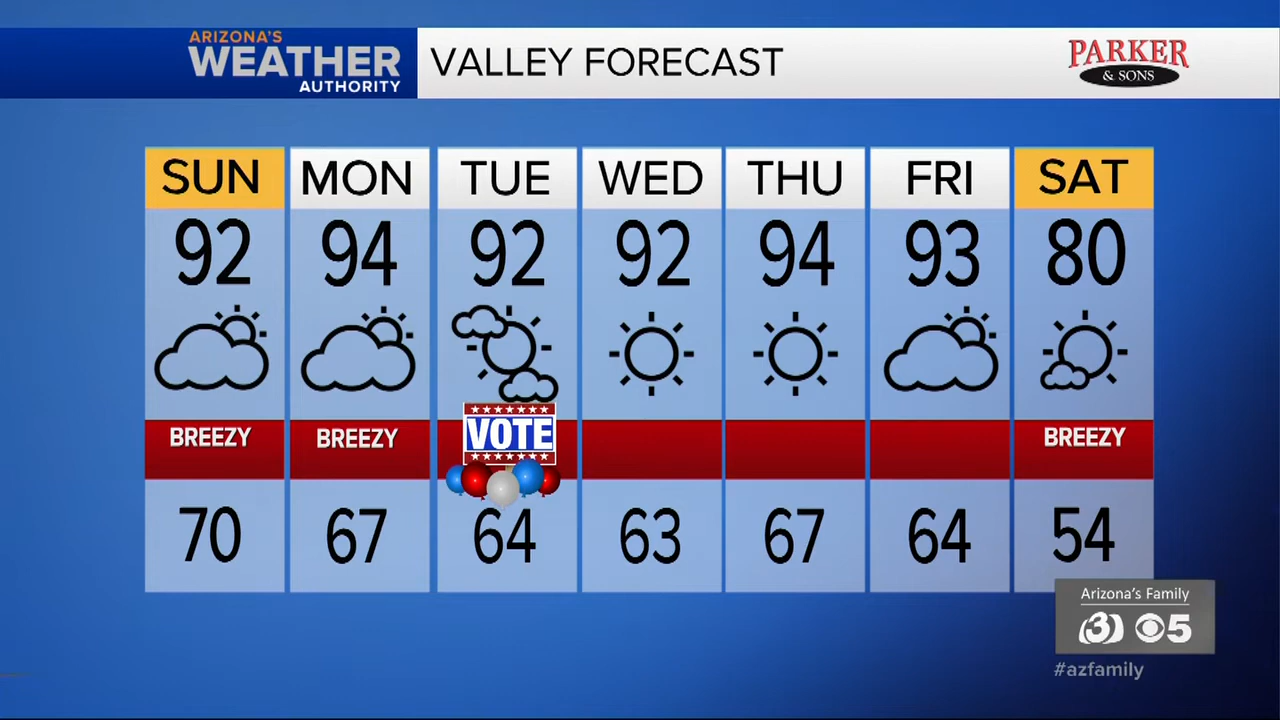 ARIZONA'S
WEATHER
AUTHORITY
VALLEY FORECAST
PARKER
& SONS
SUN MON TUE WED THU FRI SAT
92 94 92 92 94 93 80
BREEZY BREEZY VOTE BREEZY
70 67 64 63 67 64 54
Arizona's Family
3 5
#azfamily